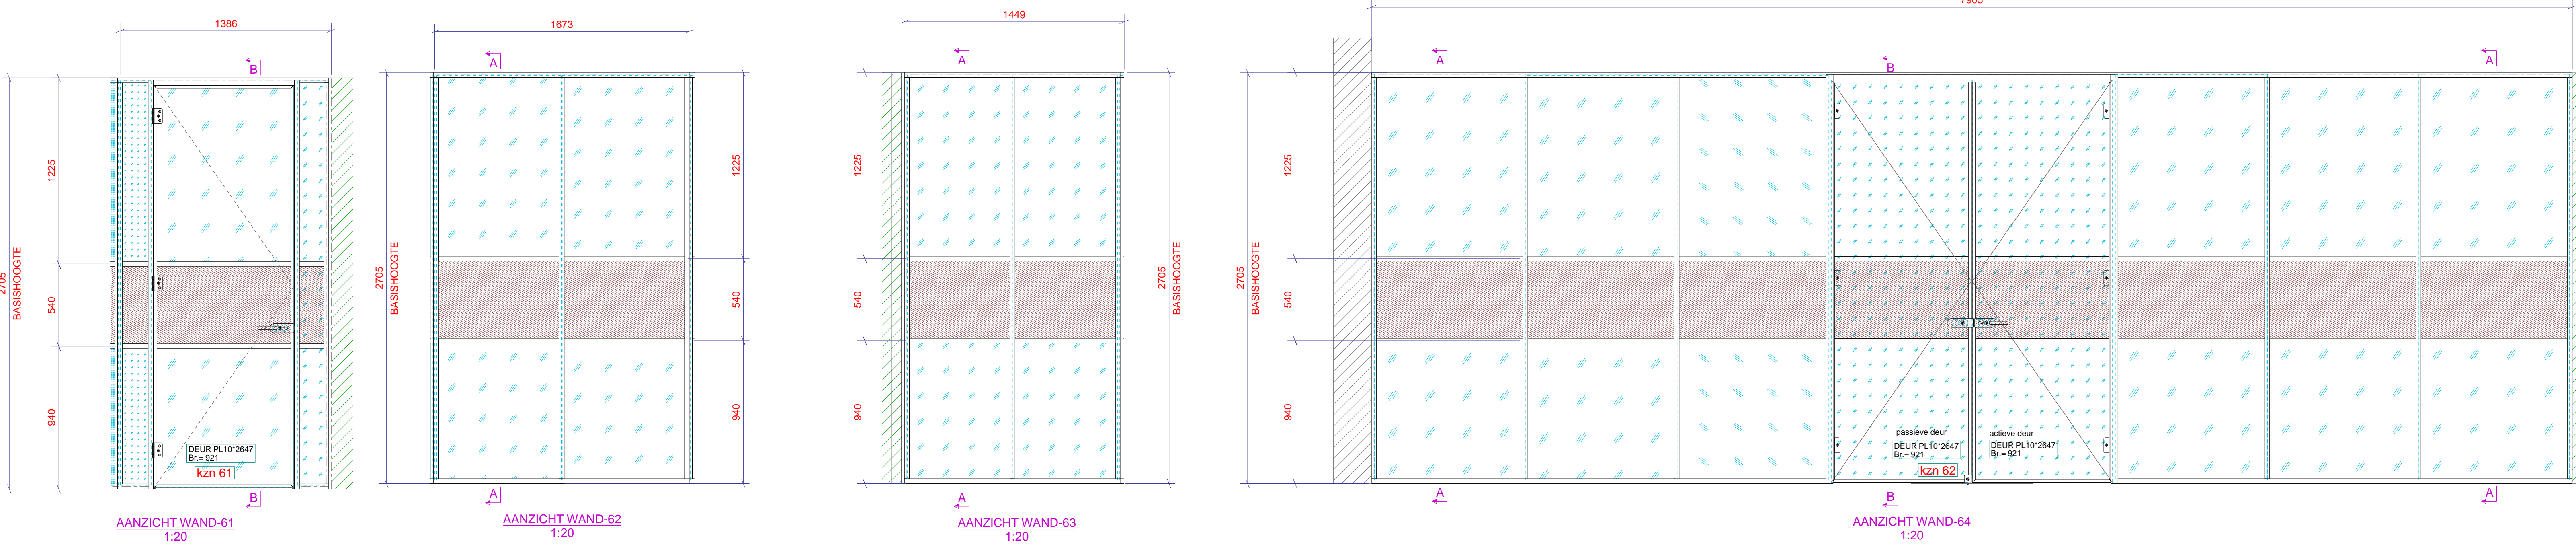 1386
B
2705
BASISHOOGTE
1225
540
940
DEUR PL10*2647
Br.= 921
kzn 61
B
AANZICHT WAND-61
1:20
1673
A
2705
BASISHOOGTE
1225
540
940
A
AANZICHT WAND-62
1:20
1449
A
1225
540
940
2705
BASISHOOGTE
A
AANZICHT WAND-63
1:20
A
B
A
2705
BASISHOOGTE
1225
540
940
passieve deur
DEUR PL10*2647
Br.= 921
kzn 62
actieve deur
DEUR PL10*2647
Br.= 921
A
B
A
AANZICHT WAND-64
1:20